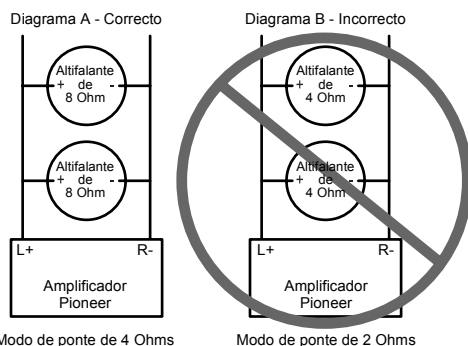 Diagrama A - Correcto
Altifalante
+ de -
8 Ohm
Altifalante
+ de -
8 Ohm
L+ R-
Amplificador
Pioneer
Modo de ponte de 4 Ohms
Diagrama B - Incorrecto
Altifalante
+ de -
4 Ohm
Altifalante
+ de -
4 Ohm
L+ R-
Amplificador
Pioneer
Modo de ponte de 2 Ohms